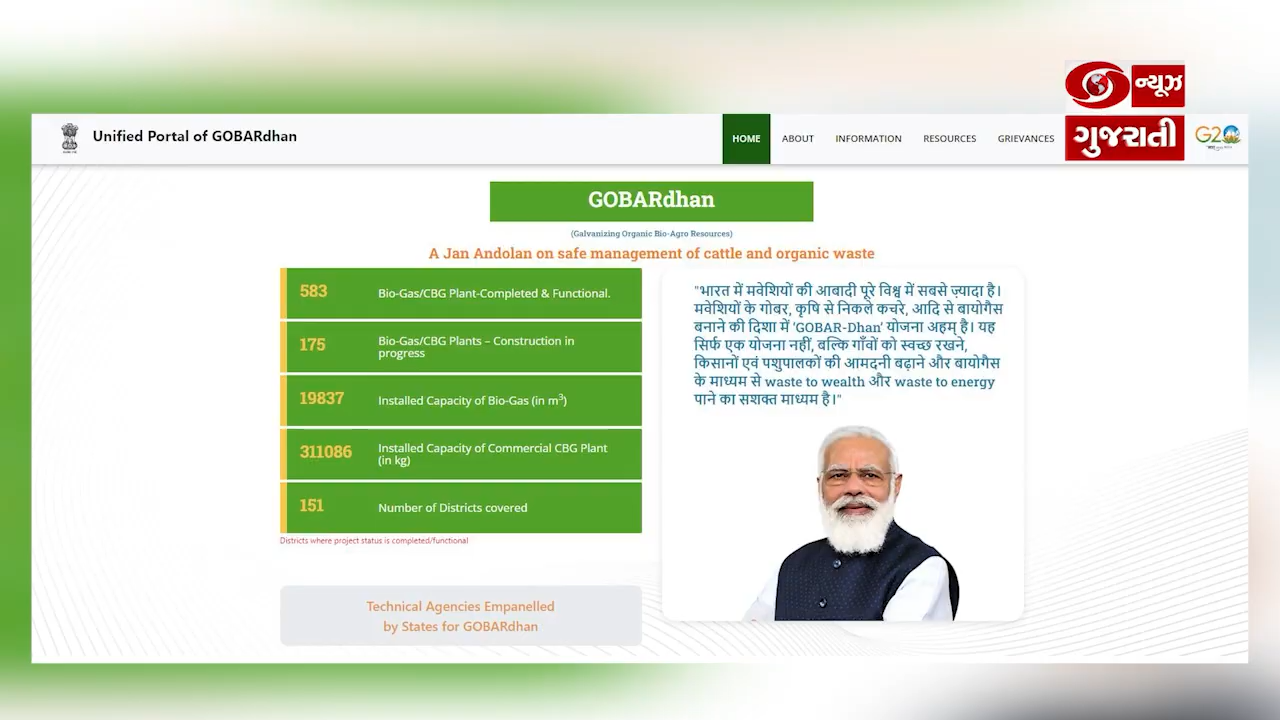 न्यूज़
ગુજરાતી
Unified Portal of GOBARdhan
HOME
ABOUT
INFORMATION
RESOURCES
GRIEVANCES
G20
GOBARdhan
(Galvanizing Organic Bio-Agro Resources)
A Jan Andolan on safe management of cattle and organic waste
583
Bio-Gas/CBG Plant-Completed & Functional.
175
Bio-Gas/CBG Plants – Construction in
progress
19837
Installed Capacity of Bio-Gas (in m³)
311086
Installed Capacity of Commercial CBG Plant
(in kg)
151
Number of Districts covered
Districts where project status is completed/functional
Technical Agencies Empanelled
by States for GOBARdhan
"भारत में मवेशियों की आबादी पूरे विश्व में सबसे ज़्यादा है।
मवेशियों के गोबर, कृषि से निकले कचरे, आदि से बायोगैस
बनाने की दिशा में 'GOBAR-Dhan' योजना अहम् है। यह
सिर्फ एक योजना नहीं, बल्कि गाँवों को स्वच्छ रखने,
किसानों एवं पशुपालकों की आमदनी बढ़ाने और बायोगैस
के माध्यम से waste to wealth और waste to energy
पाने का सशक्त माध्यम है।"